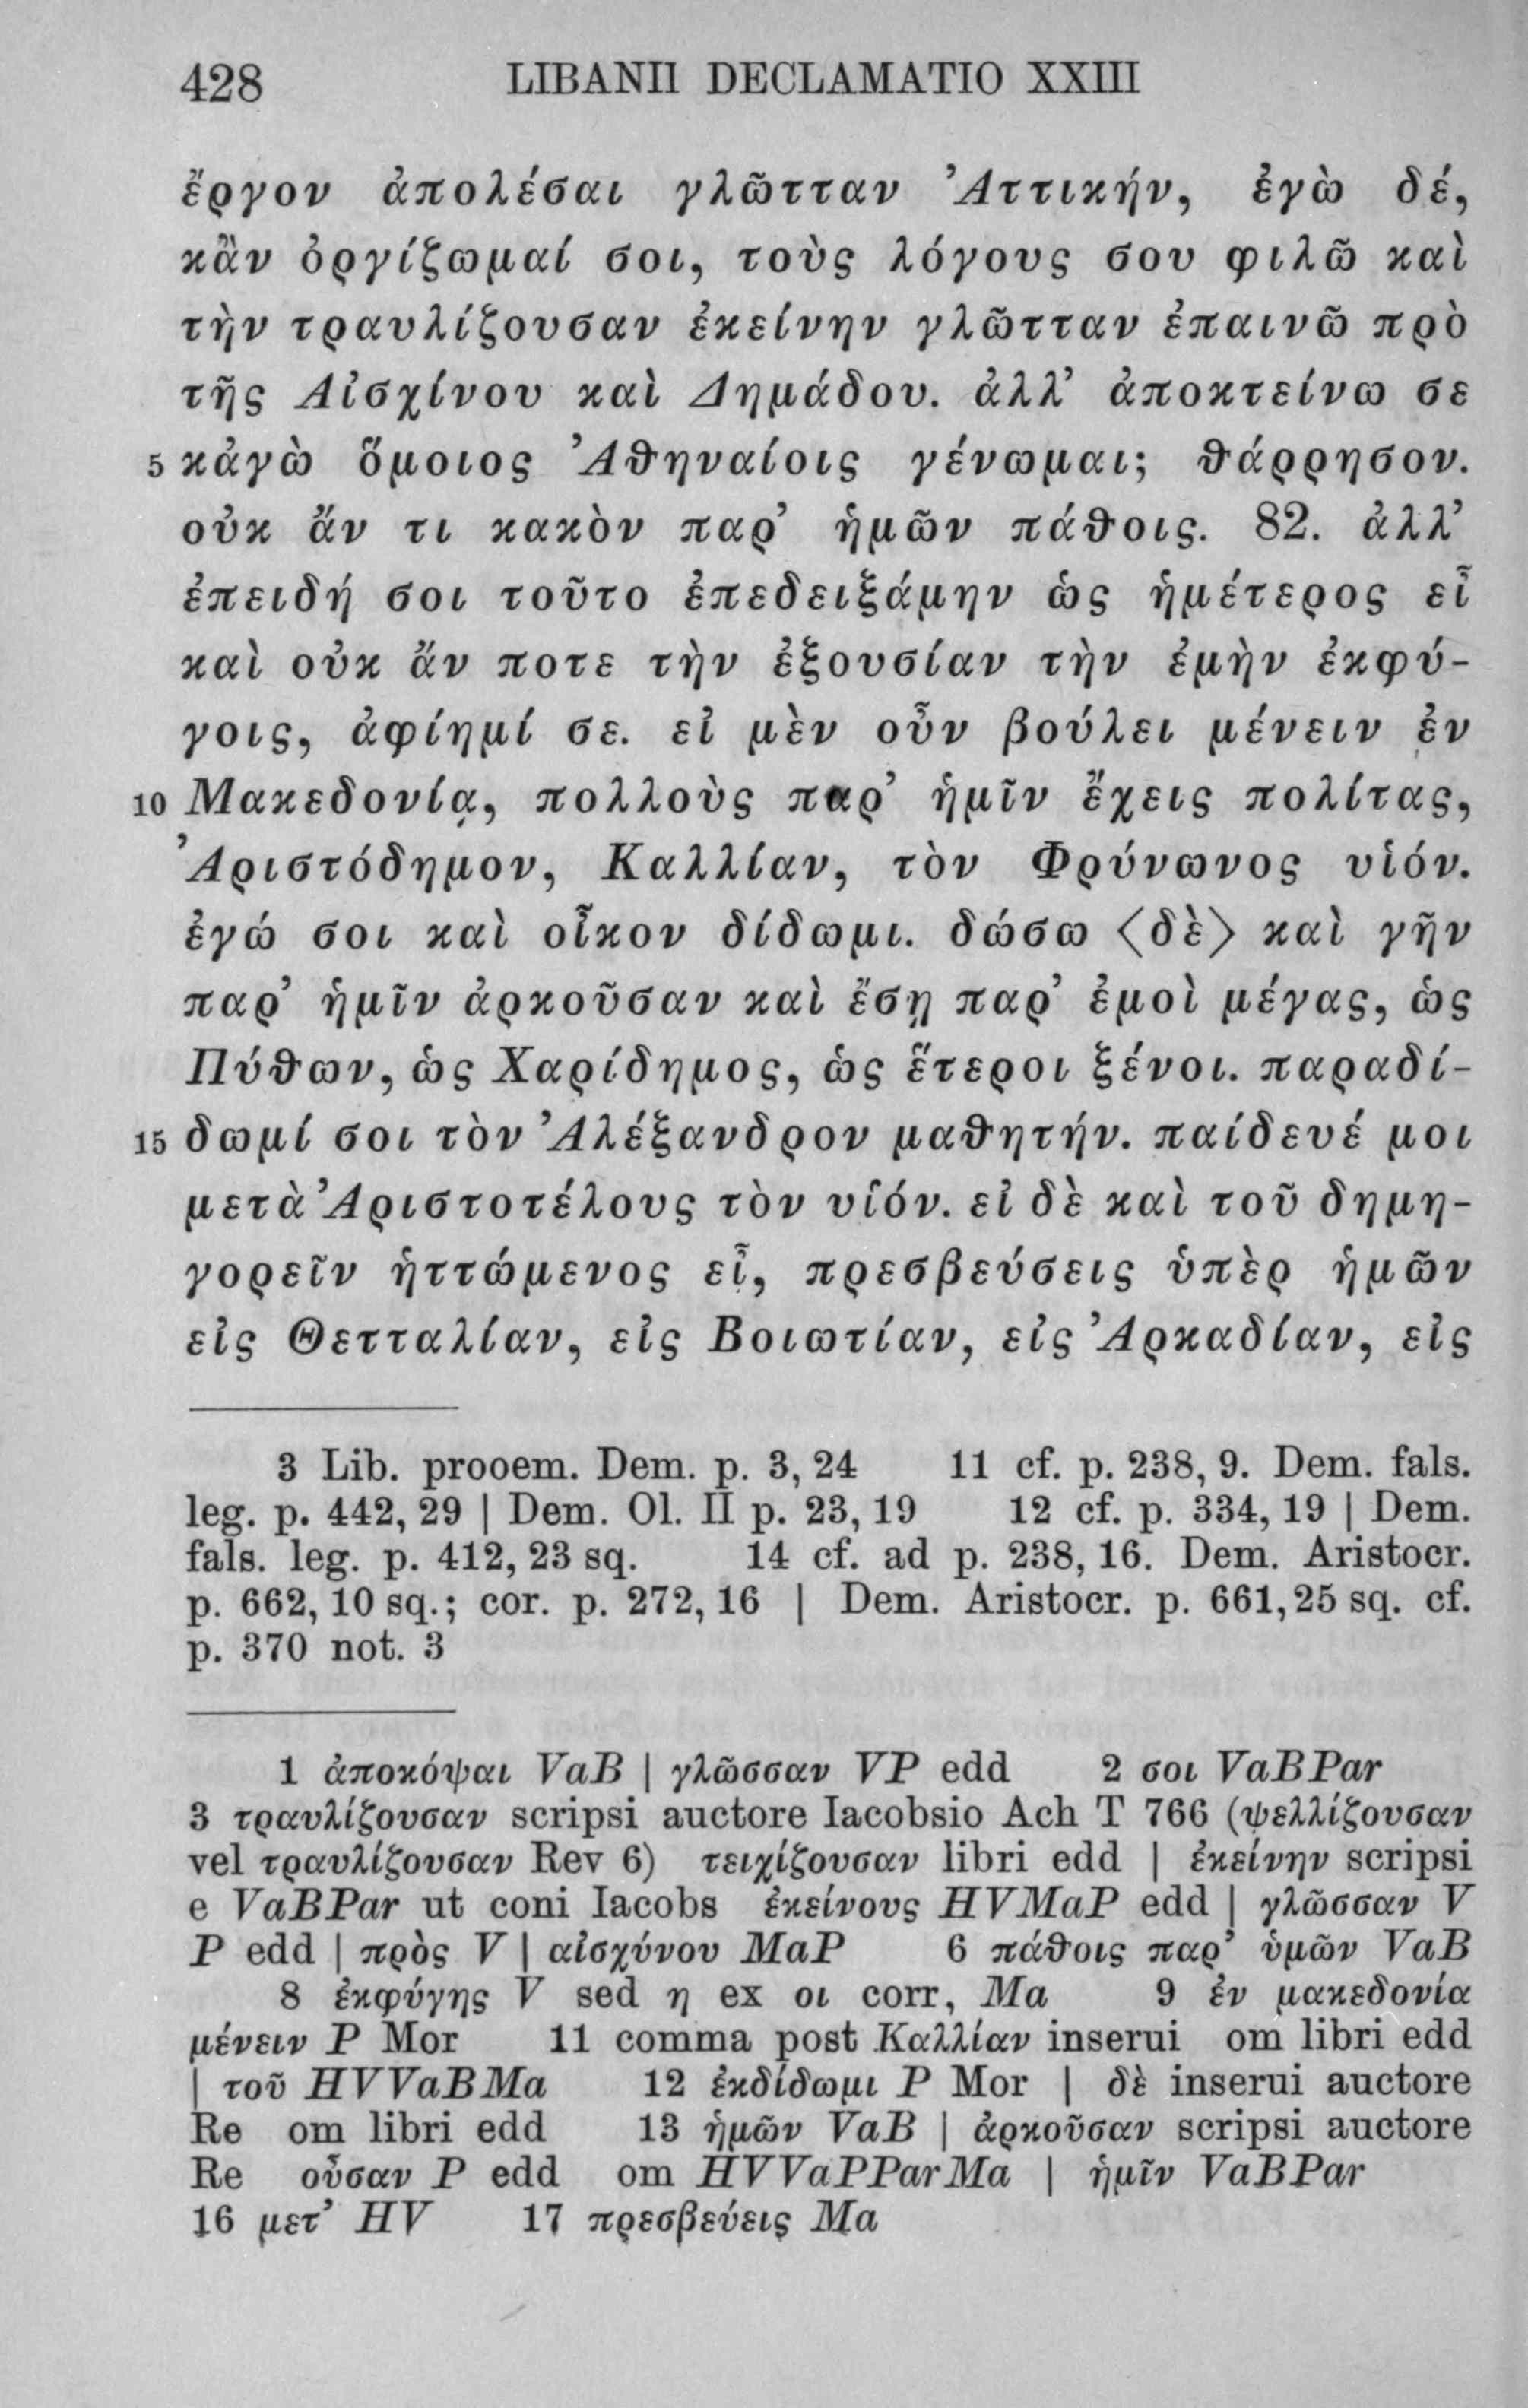 428 LIBANII DECLAMATIO XXIII
ἔργον ἀπολέσαι γλῶτταν Ἀττικήν, ἐγὼ δέ,
κἂν ὀργίζωμαί σοι, τοὺς λόγους σου φιλῶ καὶ
τὴν τραυλίζουσαν ἐκείνην γλῶτταν ἐπαινῶ πρὸ
τῆς Αἰσχίνου καὶ Δημάδου. ἀλλ’ ἀποκτείνω σε
5 κἀγὼ ὅμοιος Ἀθηναίοις γένωμαι; θάρρησον.
οὐκ ἄν τι κακὸν παρ’ ἡμῶν πάθοις. 82. ἀλλ’
ἐπειδή σοι τοῦτο ἐπεδειξάμην ὡς ἡμέτερος εἶ
καὶ οὐκ ἄν ποτε τὴν ἐξουσίαν τὴν ἐμὴν ἐκφύ-
γοις, ἀφίημί σε. εἰ μὲν οὖν βούλει μένειν ἐν
10 Μακεδονίᾳ, πολλοὺς παρ’ ἡμῖν ἔχεις πολίτας,
Ἀριστόδημον, Καλλίαν, τὸν Φρύνωνος υἱόν.
ἐγώ σοι καὶ οἶκον δίδωμι. δώσω ⟨δὲ⟩ καὶ γῆν
παρ’ ἡμῖν ἀρκοῦσαν καὶ ἔσῃ παρ’ ἐμοὶ μέγας, ὡς
Πύθων, ὡς Χαρίδημος, ὡς ἕτεροι ξένοι. παραδί-
15 δωμί σοι τὸν Ἀλέξανδρον μαθητήν. παίδευέ μοι
μετὰ Ἀριστοτέλους τὸν υἱόν. εἰ δὲ καὶ τοῦ δημη-
γορεῖν ἡττώμενος εἶ, πρεσβεύσεις ὑπὲρ ἡμῶν
εἰς Θετταλίαν, εἰς Βοιωτίαν, εἰς Ἀρκαδίαν, εἰς
3 Lib. prooem. Dem. p. 3, 24 11 cf. p. 238, 9. Dem. fals.
leg. p. 442, 29 | Dem. Ol. II p. 23, 19 12 cf. p. 334, 19 | Dem.
fals. leg. p. 412, 23 sq. 14 cf. ad p. 238, 16. Dem. Aristocr.
p. 662, 10 sq.; cor. p. 272, 16 | Dem. Aristocr. p. 661, 25 sq. cf.
p. 370 not. 3
1 ἀποκόψαι VaB | γλῶσσαν VP edd 2 σοι VaBPar
3 τραυλίζουσαν scripsi auctore Iacobsio Ach T 766 (ψελλίζουσαν
vel τραυλίζουσαν Rev 6) τειχίζουσαν libri edd | ἐκείνην scripsi
e VaBPar ut coni Iacobs ἐκείνους HVMaP edd | γλῶσσαν V
P edd | πρὸς V | αἰσχύνου MaP 6 πάθοις παρ’ ὑμῶν VaB
8 ἐκφύγῃς V sed η ex οι corr, Ma 9 ἐν μακεδονία
μένειν P Mor 11 comma post Καλλίαν inserui om libri edd
| τοῦ HVVaBMa 12 ἐκδίδωμι P Mor | δὲ inserui auctore
Re om libri edd 13 ἡμῶν VaB | ἀρκοῦσαν scripsi auctore
Re οὖσαν P edd om HVVaPParMa | ἡμῖν VaBPar
16 μετ’ HV 17 πρεσβεύεις Ma